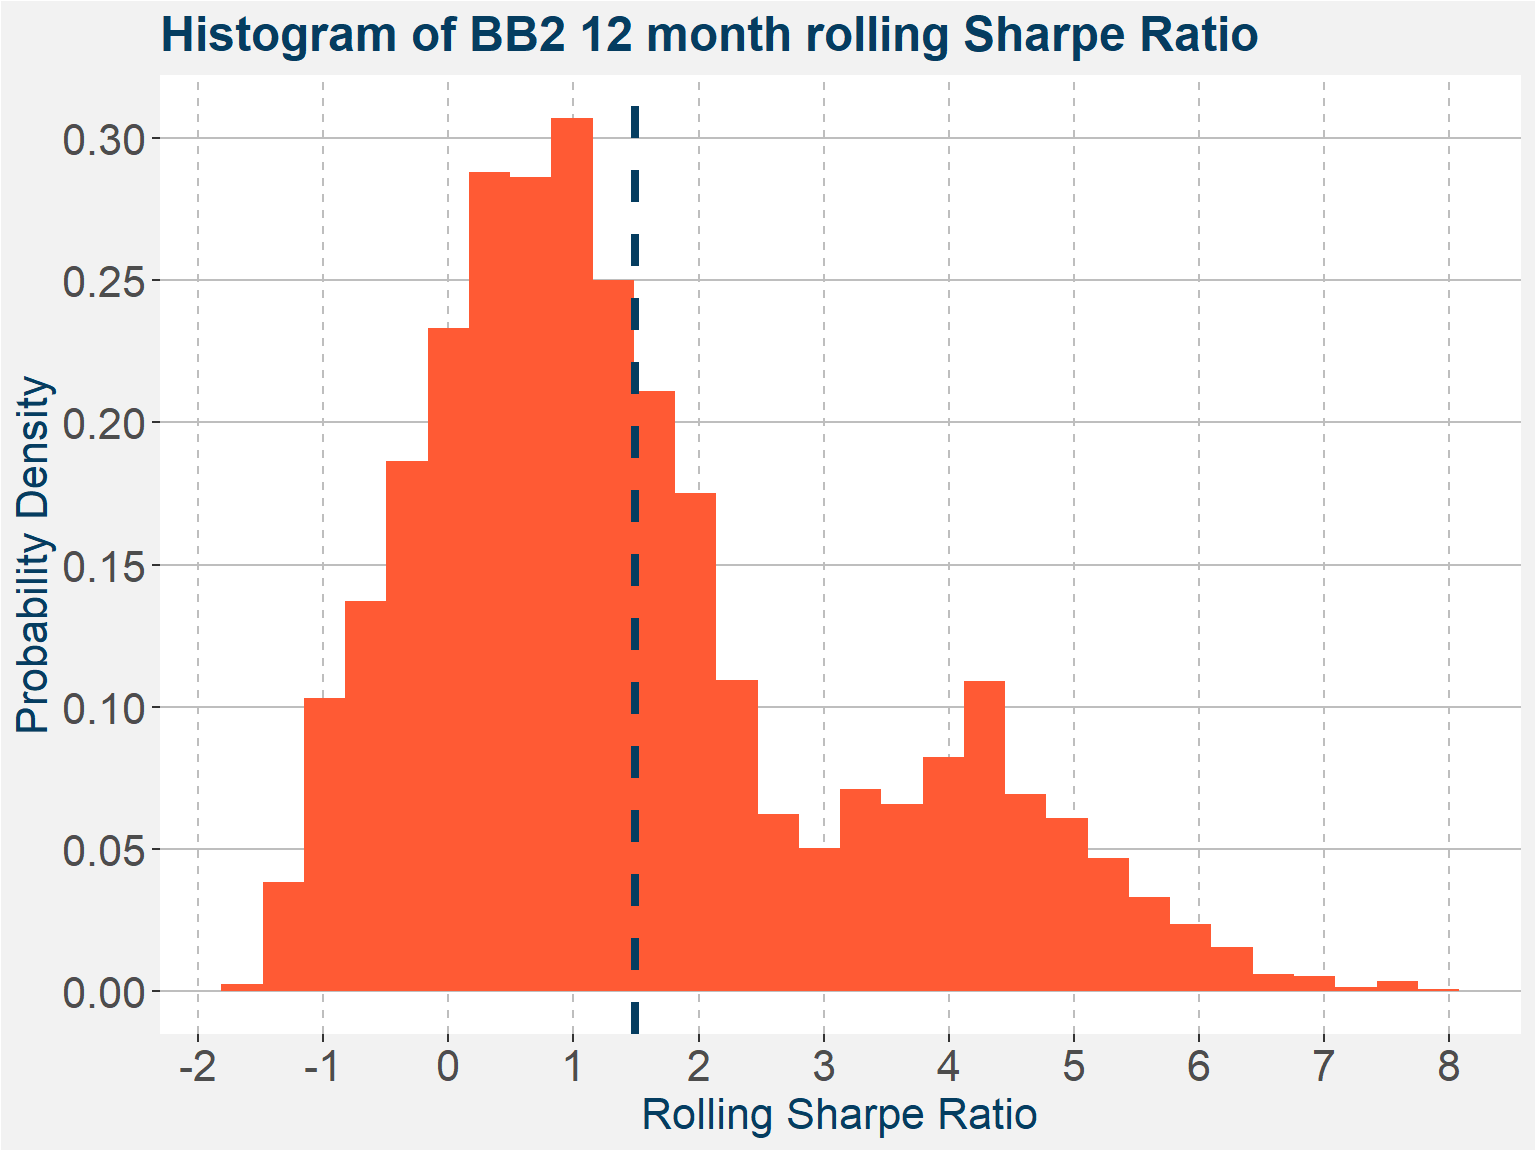 Histogram of BB2 12 month rolling Sharpe Ratio
Probability Density
0.30
0.25
0.20
0.15
0.10
0.05
0.00
-2 -1 0 1 2 3 4 5 6 7 8
Rolling Sharpe Ratio